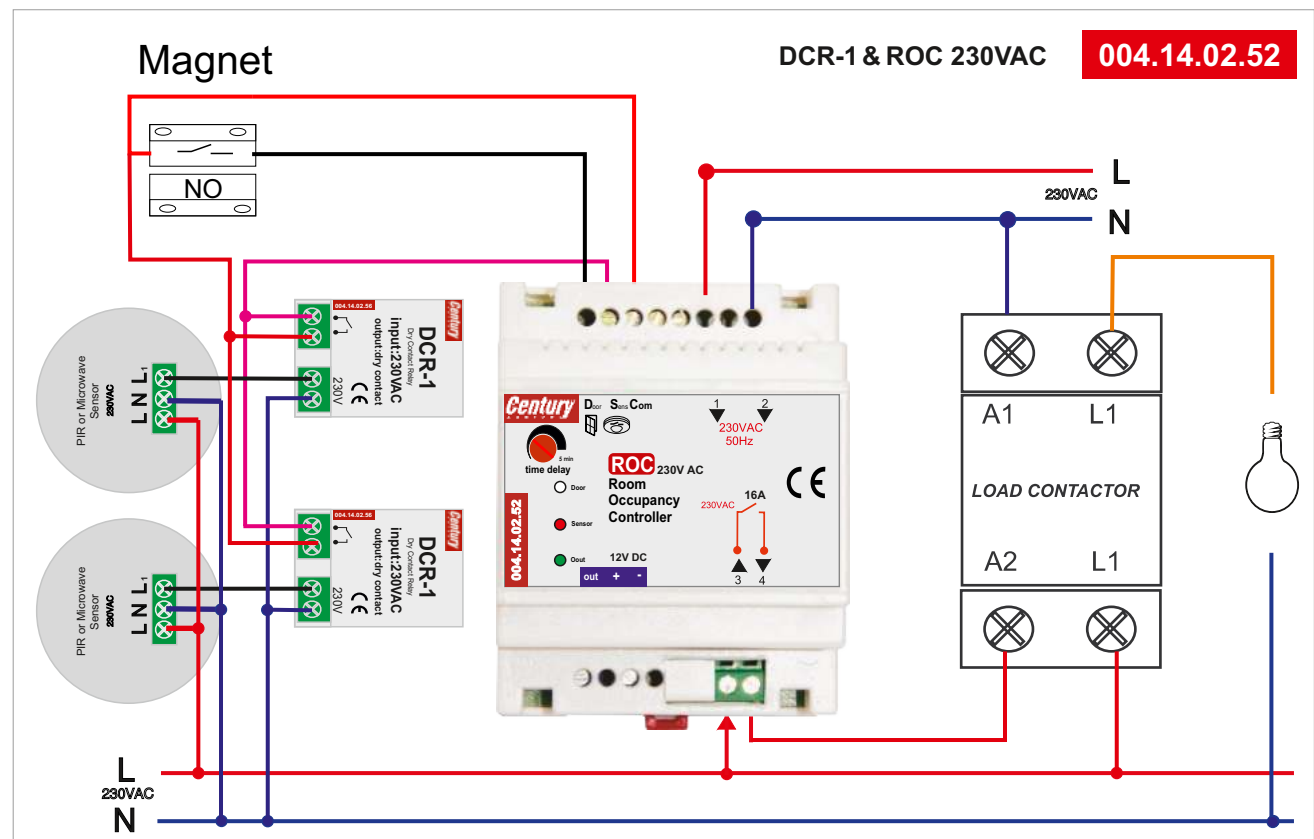 Magnet
DCR-1 & ROC 230VAC
004.14.02.52
NO
L
230VAC
N
004.14.02.56
Century
DCR-1
Dry Contact Relay
input:230VAC
output:dry contact
230V
CE
PIR or Microwave
Sensor
230VAC
L N L1
004.14.02.56
Century
DCR-1
Dry Contact Relay
input:230VAC
output:dry contact
230V
CE
PIR or Microwave
Sensor
230VAC
L N L1
Century
Door Sens Com
1 2
230VAC
50Hz
5 min
time delay
ROC 230V AC
Room
Occupancy
Controller
CE
Door
Sensor
Oout
004.14.02.52
230VAC
16A
12V DC
out + -
3 4
A1 L1
LOAD CONTACTOR
A2 L1
L
230VAC
N